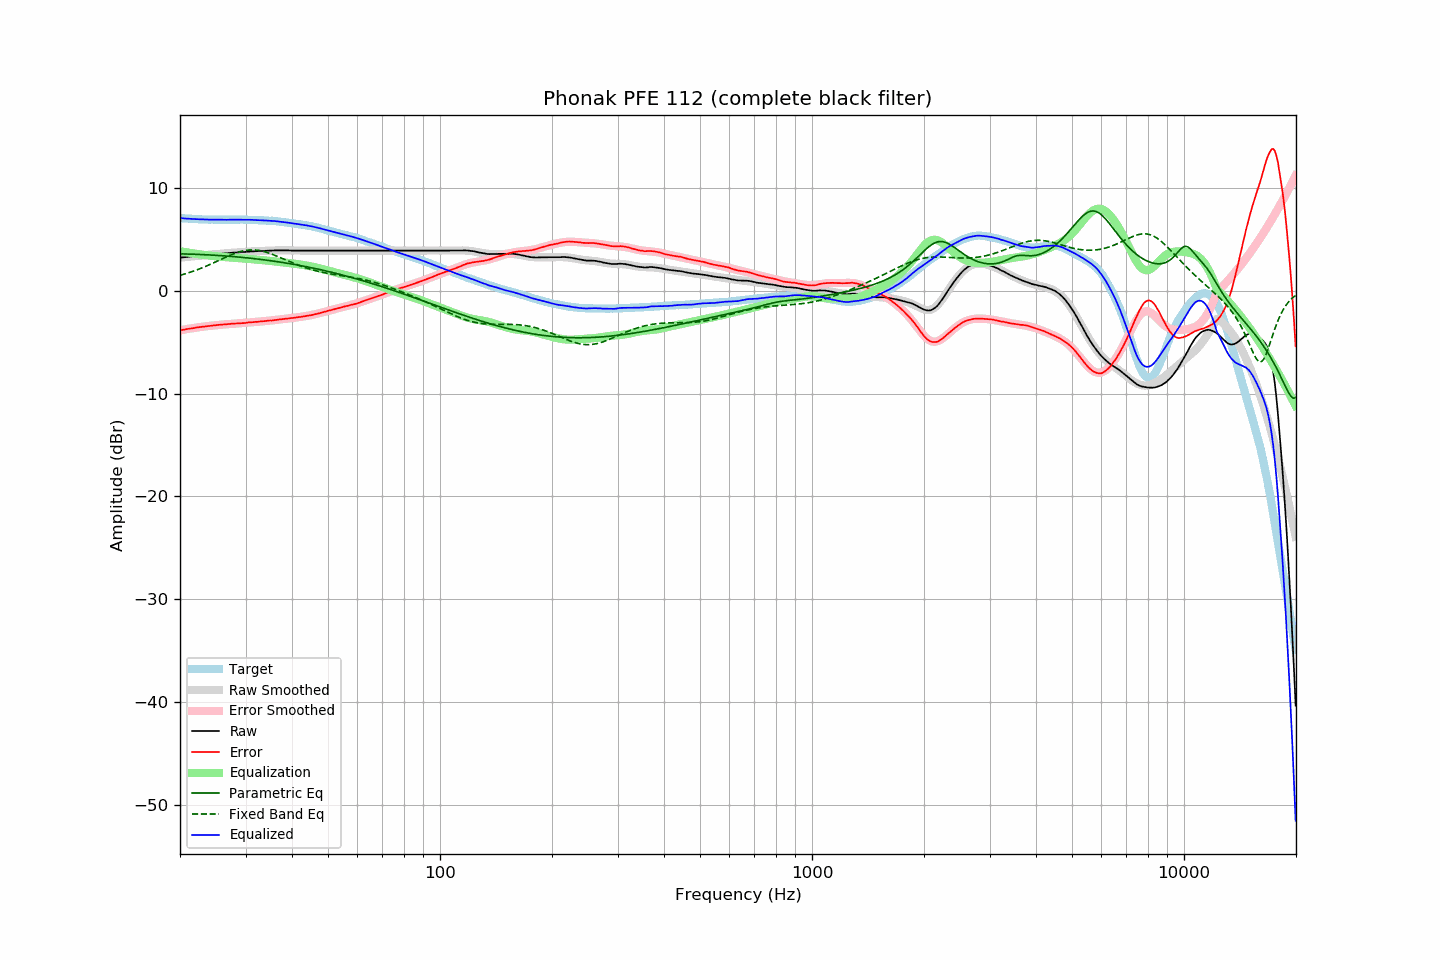 Phonak PFE 112 (complete black filter)
10
0
−10
−20
−30
−40
−50
Amplitude (dBr)
Target
Raw Smoothed
Error Smoothed
Raw
Error
Equalization
Parametric Eq
Fixed Band Eq
Equalized
100
1000
10000
Frequency (Hz)